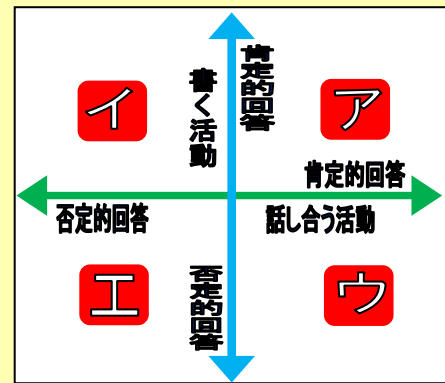 肯定的回答
書く活動
イ
ア
肯定的回答
否定的回答
話し合う活動
エ
否定的回答
ウ